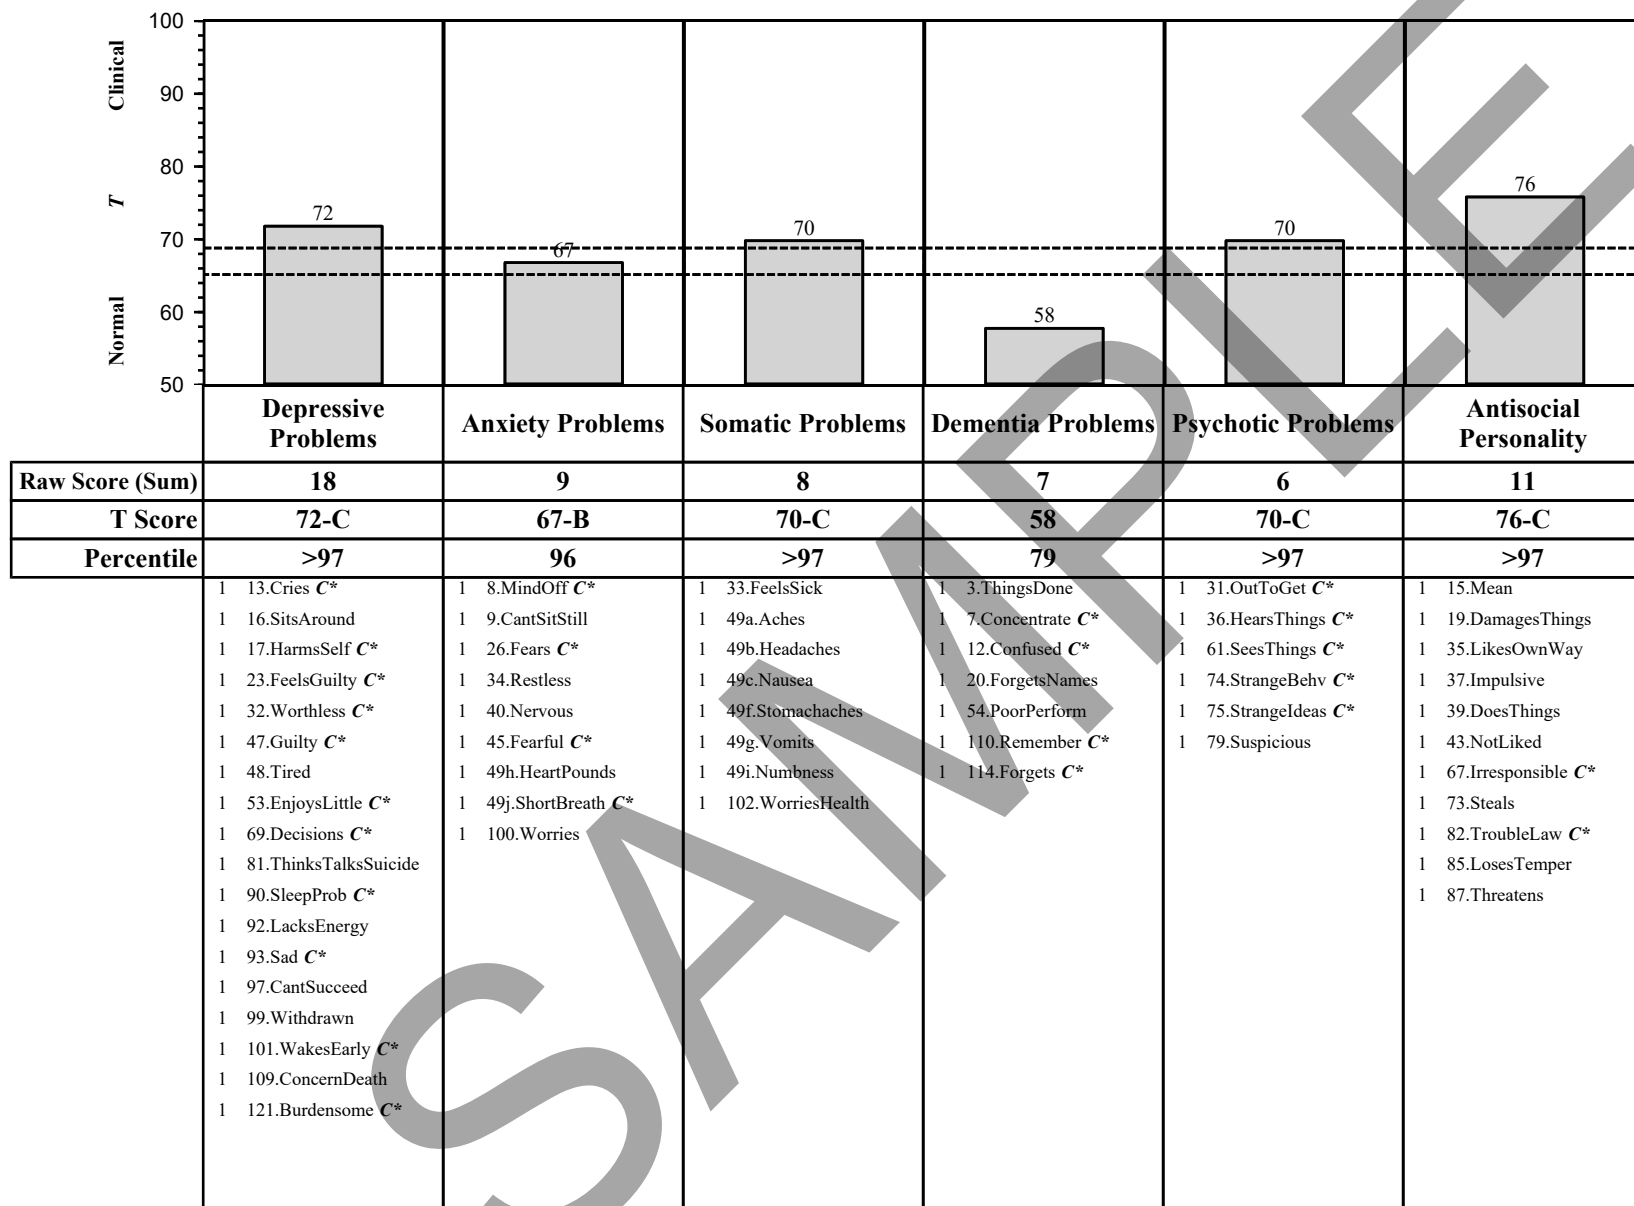 100
Clinical
90
80
T
70
Normal
60
50
72
67
70
58
70
76
Depressive Problems
Anxiety Problems
Somatic Problems
Dementia Problems
Psychotic Problems
Antisocial Personality
Raw Score (Sum) 18 9 8 7 6 11
T Score 72-C 67-B 70-C 58 70-C 76-C
Percentile >97 96 >97 79 >97 >97
1 13.Cries C*
1 16.SitsAround
1 17.HarmsSelf C*
1 23.FeelsGuilty C*
1 32.Worthless C*
1 47.Guilty C*
1 48.Tired
1 53.EnjoysLittle C*
1 69.Decisions C*
1 81.ThinksTalksSuicide
1 90.SleepProb C*
1 92.LacksEnergy
1 93.Sad C*
1 97.CantSucceed
1 99.Withdrawn
1 101.WakesEarly C*
1 109.ConcernDeath
1 121.Burdensome C*
1 8.MindOff C*
1 9.CantSitStill
1 26.Fears C*
1 34.Restless
1 40.Nervous
1 45.Fearful C*
1 49h.HeartPounds
1 49j.ShortBreath C*
1 100.Worries
1 33.FeelsSick
1 49a.Aches
1 49b.Headaches
1 49c.Nausea
1 49f.Stomachaches
1 49g.Vomits
1 49i.Numbness
1 102.WorriesHealth
1 3.ThingsDone
1 7.Concentrate C*
1 12.Confused C*
1 20.ForgetsNames
1 54.PoorPerform
1 110.Remember C*
1 114.Forgets C*
1 31.OutToGet C*
1 36.HearsThings C*
1 61.SeesThings C*
1 74.StrangeBehv C*
1 75.StrangeIdeas C*
1 79.Suspicious
1 15.Mean
1 19.DamagesThings
1 35.LikesOwnWay
1 37.Impulsive
1 39.DoesThings
1 43.NotLiked
1 67.Irresponsible C*
1 73.Steals
1 82.TroubleLaw C*
1 85.LosesTemper
1 87.Threatens
SAMPLE